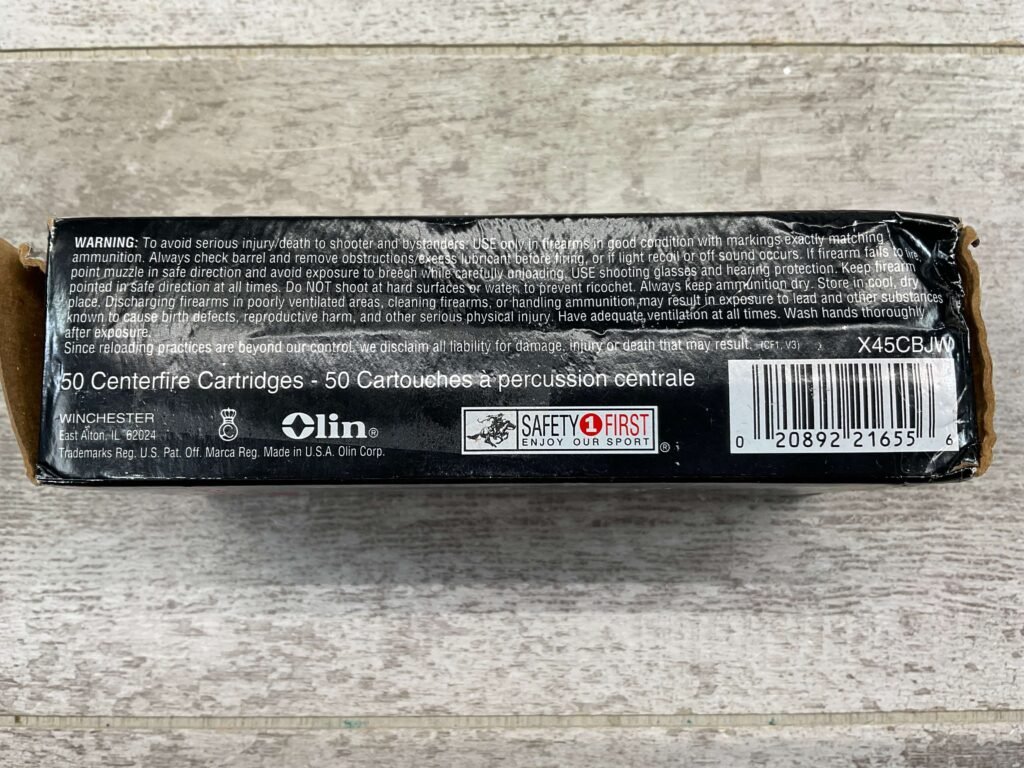 WARNING: To avoid serious injury/death to shooter and bystanders: USE only in firearms in good condition with markings exactly matching
ammunition. Always check barrel and remove obstructions/excess lubricant before firing, or if light recoil or off sound occurs. If firearm fails to fire,
point muzzle in safe direction and avoid exposure to breech while carefully unloading. USE shooting glasses and hearing protection. Keep firearm
pointed in safe direction at all times. Do NOT shoot at hard surfaces or water, to prevent ricochet. Always keep ammunition dry. Store in cool, dry
place. Discharging firearms in poorly ventilated areas, cleaning firearms, or handling ammunition may result in exposure to lead and other substances
known to cause birth defects, reproductive harm, and other serious physical injury. Have adequate ventilation at all times. Wash hands thoroughly
after exposure.
Since reloading practices are beyond our control, we disclaim all liability for damage, injury or death that may result. (CF1, V3)
X45CBJW
50 Centerfire Cartridges - 50 Cartouches à percussion centrale
WINCHESTER
East Alton, IL 62024
Trademarks Reg. U.S. Pat. Off. Marca Reg. Made in U.S.A. Olin Corp.
Olin®
SAFETY 1 FIRST
ENJOY OUR SPORT ®
0 20892 21655 6